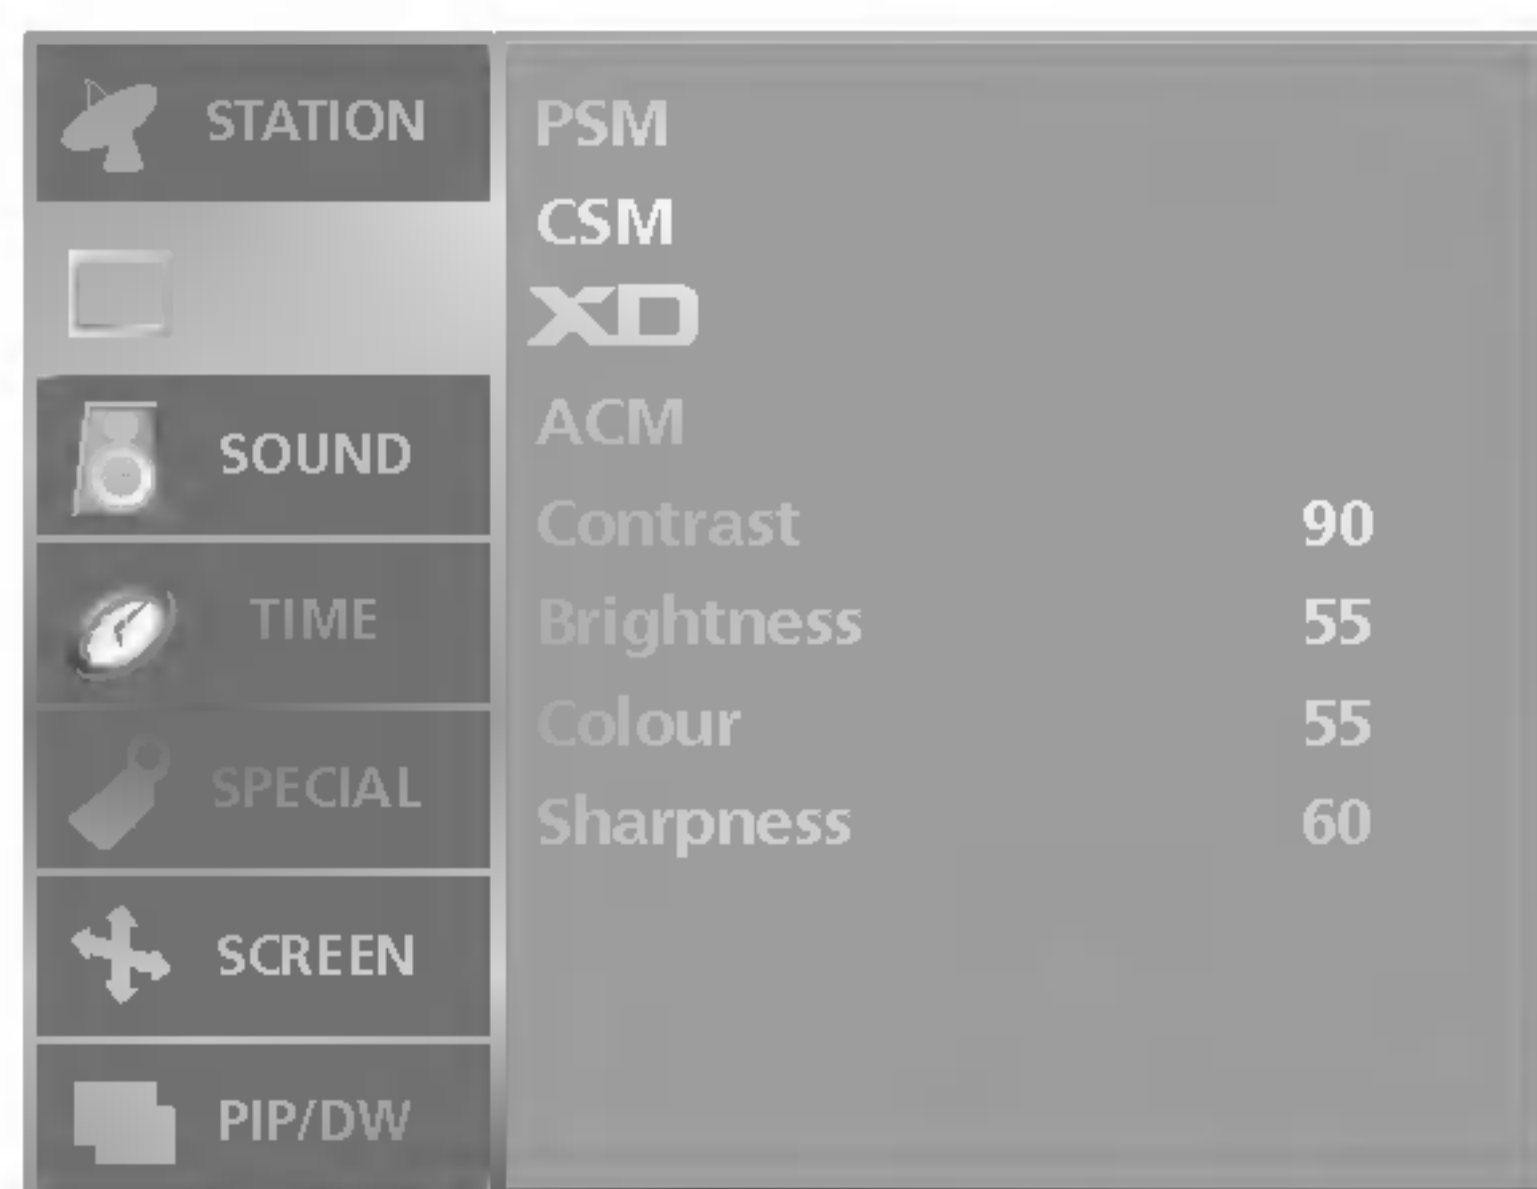 STATION
SOUND
TIME
SPECIAL
SCREEN
PIP/DW
PSM
CSM
XD
ACM
Contrast 90
Brightness 55
Colour 55
Sharpness 60